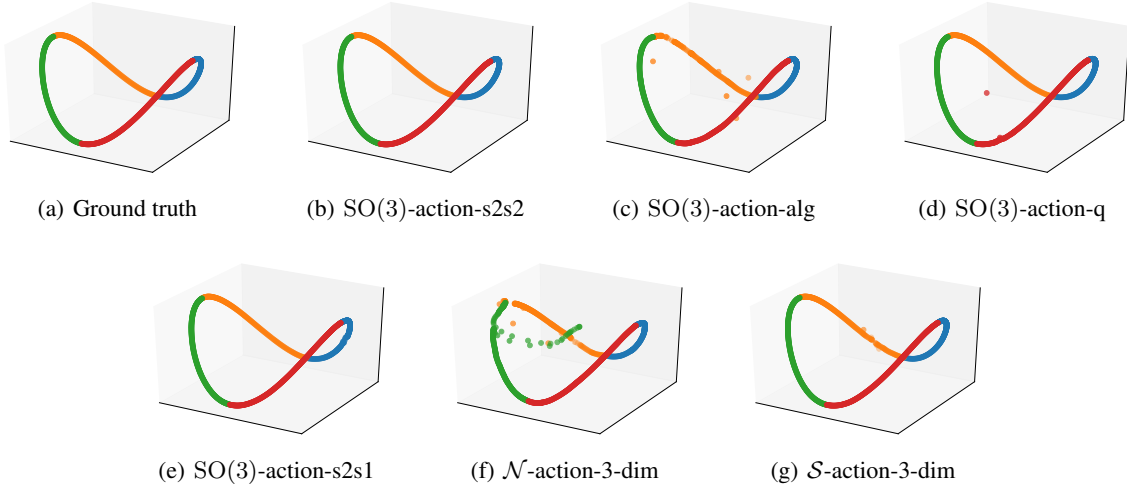 (a) Ground truth
(b) SO(3)-action-s2s2
(c) SO(3)-action-alg
(d) SO(3)-action-q
(e) SO(3)-action-s2s1
(f) 𝒩-action-3-dim
(g) 𝒮-action-3-dim